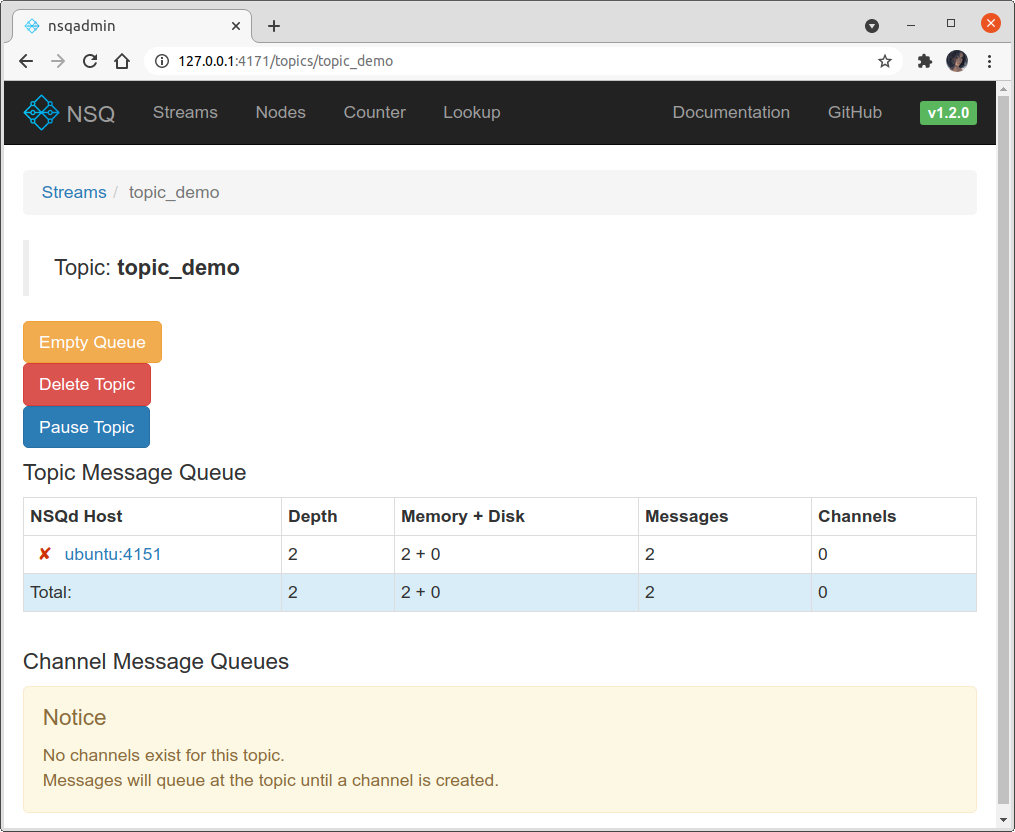 nsqadmin
127.0.0.1:4171/topics/topic_demo
NSQ Streams Nodes Counter Lookup Documentation GitHub v1.2.0
Streams / topic_demo
Topic: topic_demo
Empty Queue
Delete Topic
Pause Topic
Topic Message Queue
NSQd Host Depth Memory + Disk Messages Channels
✘ ubuntu:4151 2 2 + 0 2 0
Total: 2 2 + 0 2 0
Channel Message Queues
Notice
No channels exist for this topic.
Messages will queue at the topic until a channel is created.